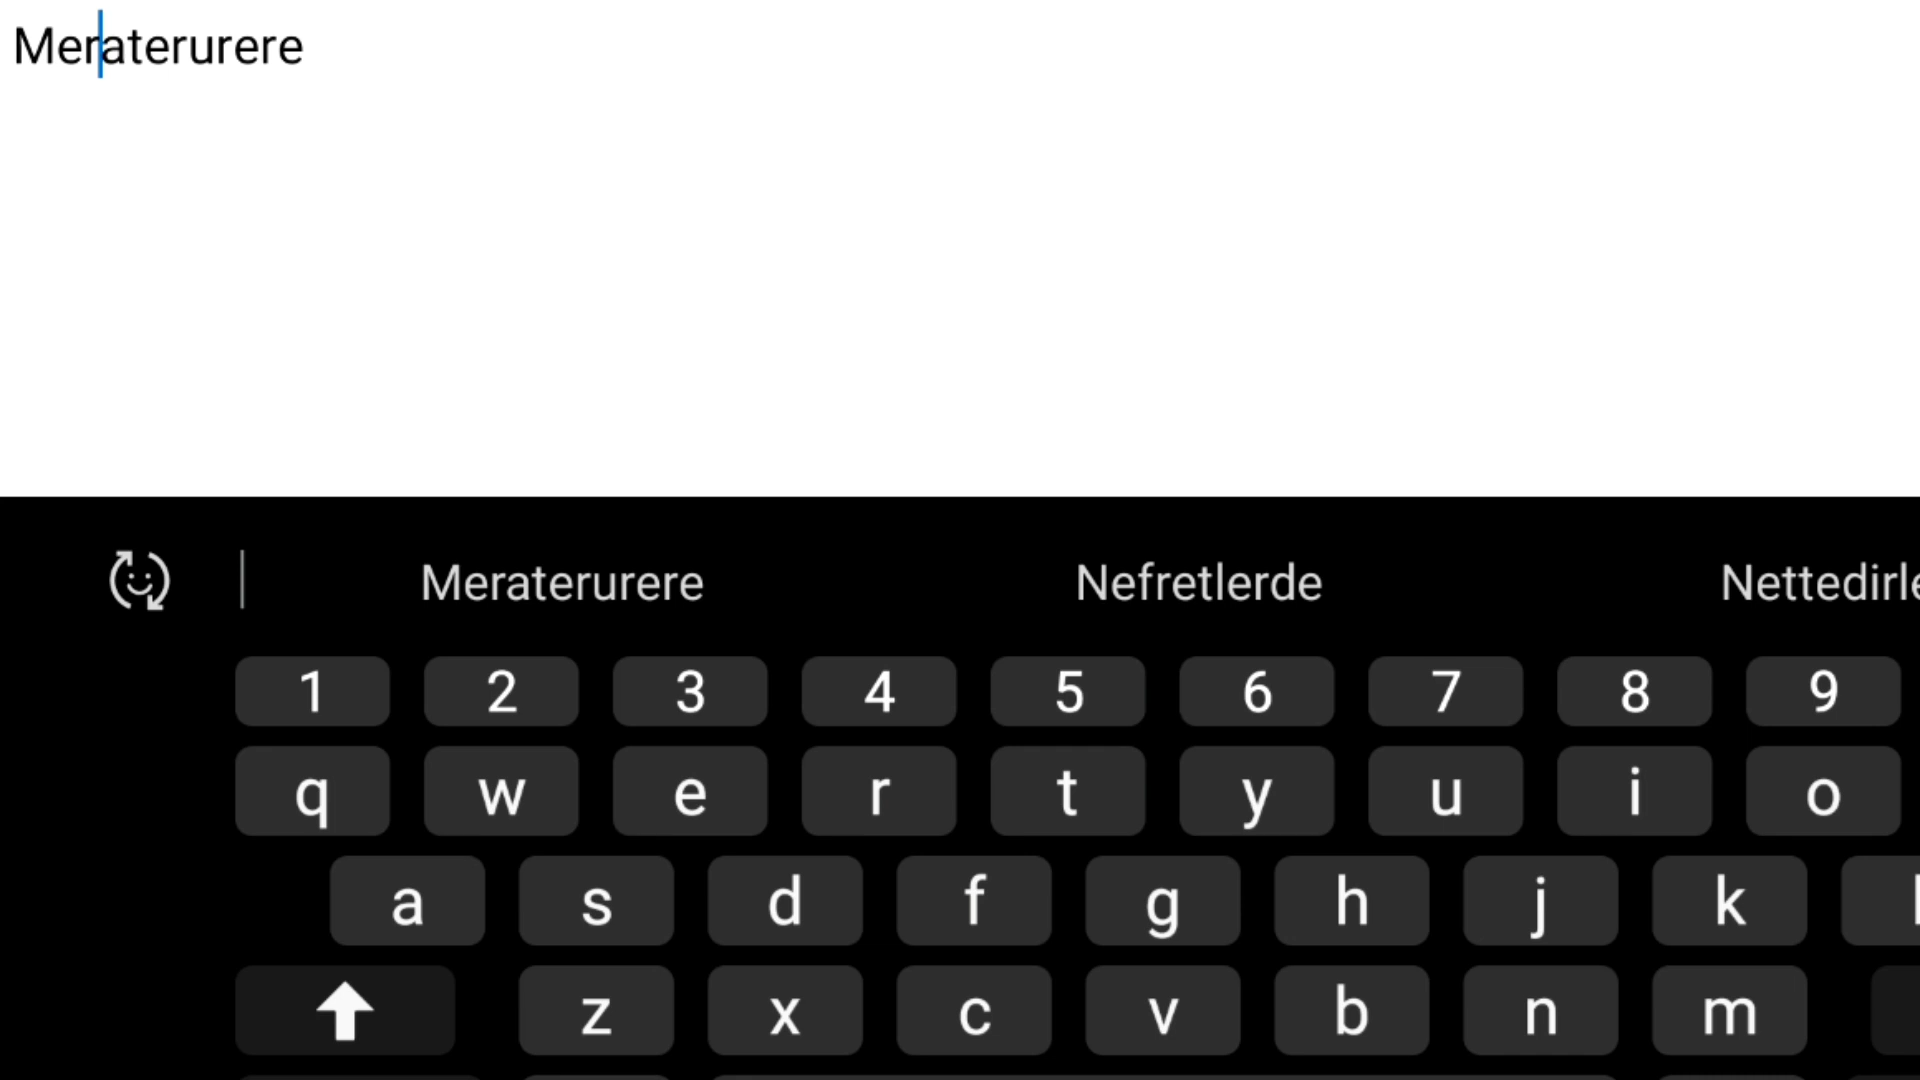 Meraterurere
Meraterurere Nefretlerde
1 2 3 4 5 6 7 8 9
q w e r t y u i o
a s d f g h j k
z x c v b n m